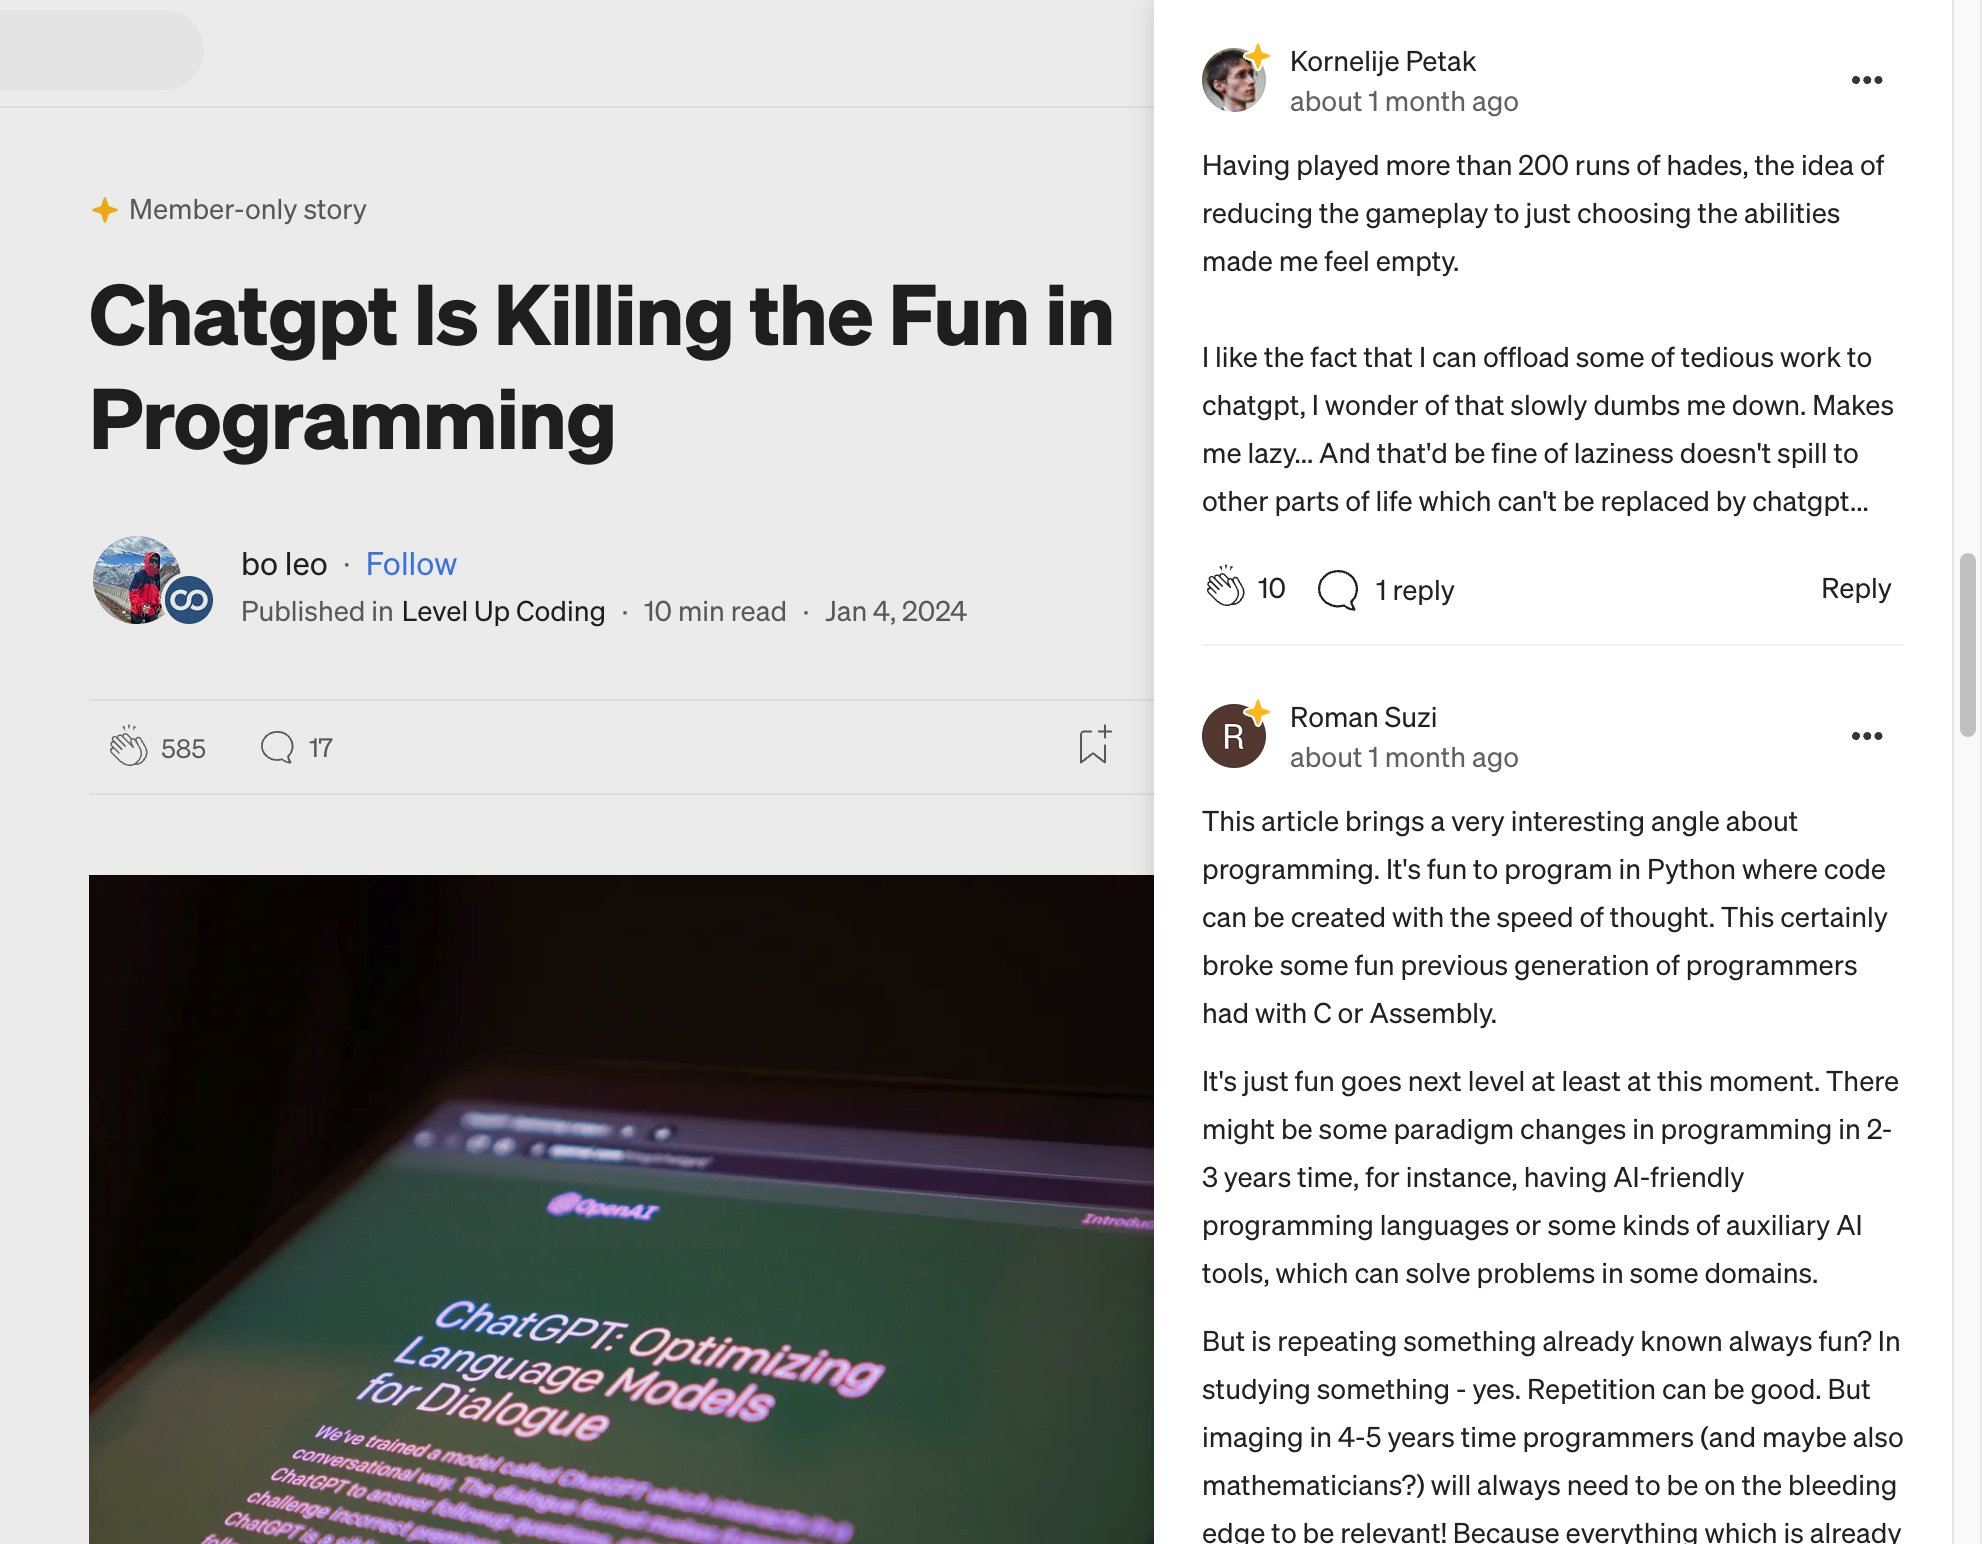 Member-only story
Chatgpt Is Killing the Fun in
Programming
bo leo · Follow
Published in Level Up Coding · 10 min read · Jan 4, 2024
585 17
OpenAI
ChatGPT: Optimizing
Language Models
for Dialogue
We've trained a model called ChatGPT which
conversational way. The dialogue format
ChatGPT to answer followup questions,
challenge incorrect
ChatGPT is a
Kornelije Petak
about 1 month ago
Having played more than 200 runs of hades, the idea of
reducing the gameplay to just choosing the abilities
made me feel empty.
I like the fact that I can offload some of tedious work to
chatgpt, I wonder of that slowly dumbs me down. Makes
me lazy... And that'd be fine of laziness doesn't spill to
other parts of life which can't be replaced by chatgpt...
10 1 reply Reply
R
Roman Suzi
about 1 month ago
This article brings a very interesting angle about
programming. It's fun to program in Python where code
can be created with the speed of thought. This certainly
broke some fun previous generation of programmers
had with C or Assembly.
It's just fun goes next level at least at this moment. There
might be some paradigm changes in programming in 2-
3 years time, for instance, having AI-friendly
programming languages or some kinds of auxiliary AI
tools, which can solve problems in some domains.
But is repeating something already known always fun? In
studying something - yes. Repetition can be good. But
imaging in 4-5 years time programmers (and maybe also
mathematicians?) will always need to be on the bleeding
edge to be relevant! Because everything which is already